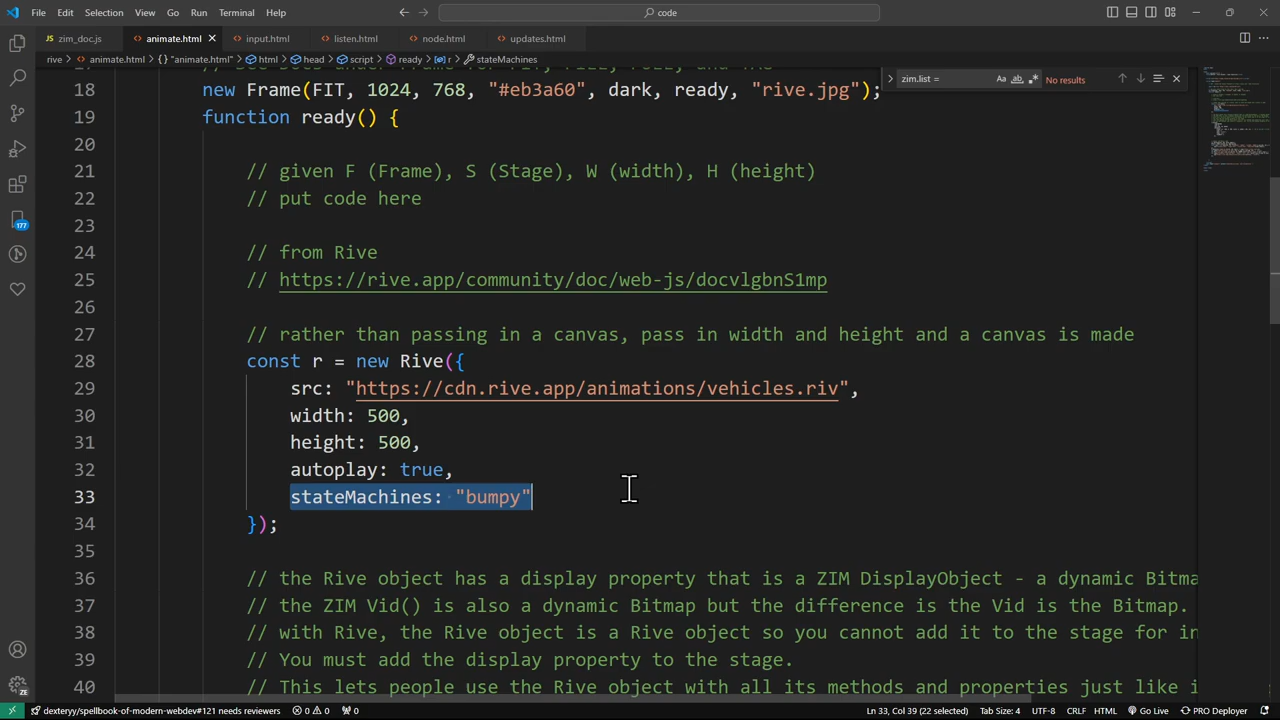 File Edit Selection View Go Run Terminal Help
code
zim_doc.js animate.html input.html listen.html node.html updates.html
rive > animate.html > {} "animate.html" > html > head > script > ready > r > stateMachines
zim.list = Aa ab No results
18 new Frame(FIT, 1024, 768, "#eb3a60", dark, ready, "rive.jpg");
19 function ready() {
20
21 // given F (Frame), S (Stage), W (width), H (height)
22 // put code here
23
24 // from Rive
25 // https://rive.app/community/doc/web-js/docvlgbnS1mp
26
27 // rather than passing in a canvas, pass in width and height and a canvas is made
28 const r = new Rive({
29 src: "https://cdn.rive.app/animations/vehicles.riv",
30 width: 500,
31 height: 500,
32 autoplay: true,
33 stateMachines: "bumpy"
34 });
35
36 // the Rive object has a display property that is a ZIM DisplayObject - a dynamic Bitma
37 // the ZIM Vid() is also a dynamic Bitmap but the difference is the Vid is the Bitmap.
38 // with Rive, the Rive object is a Rive object so you cannot add it to the stage for in
39 // You must add the display property to the stage.
40 // This lets people use the Rive object with all its methods and properties just like i
177
ZE
dexteryy/spellbook-of-modern-webdev#121 needs reviewers 0 0 0 Ln 33, Col 39 (22 selected) Tab Size: 4 UTF-8 CRLF HTML Go Live PRO Deployer